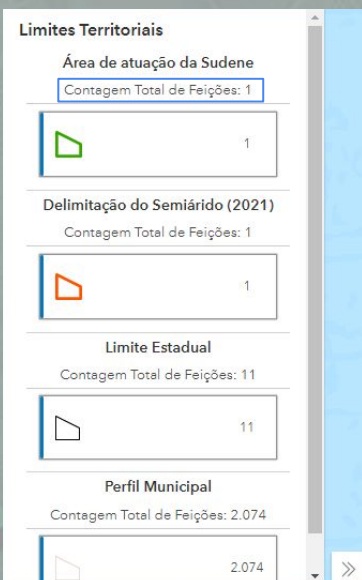 Limites Territoriais
Área de atuação da Sudene
Contagem Total de Feições: 1
1
Delimitação do Semiárido (2021)
Contagem Total de Feições: 1
1
Limite Estadual
Contagem Total de Feições: 11
11
Perfil Municipal
Contagem Total de Feições: 2.074
2.074